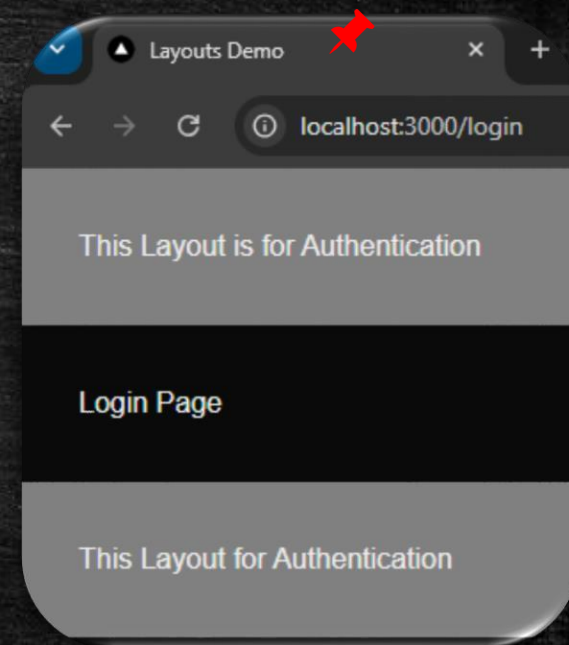 Layouts Demo
localhost:3000/login
This Layout is for Authentication
Login Page
This Layout for Authentication